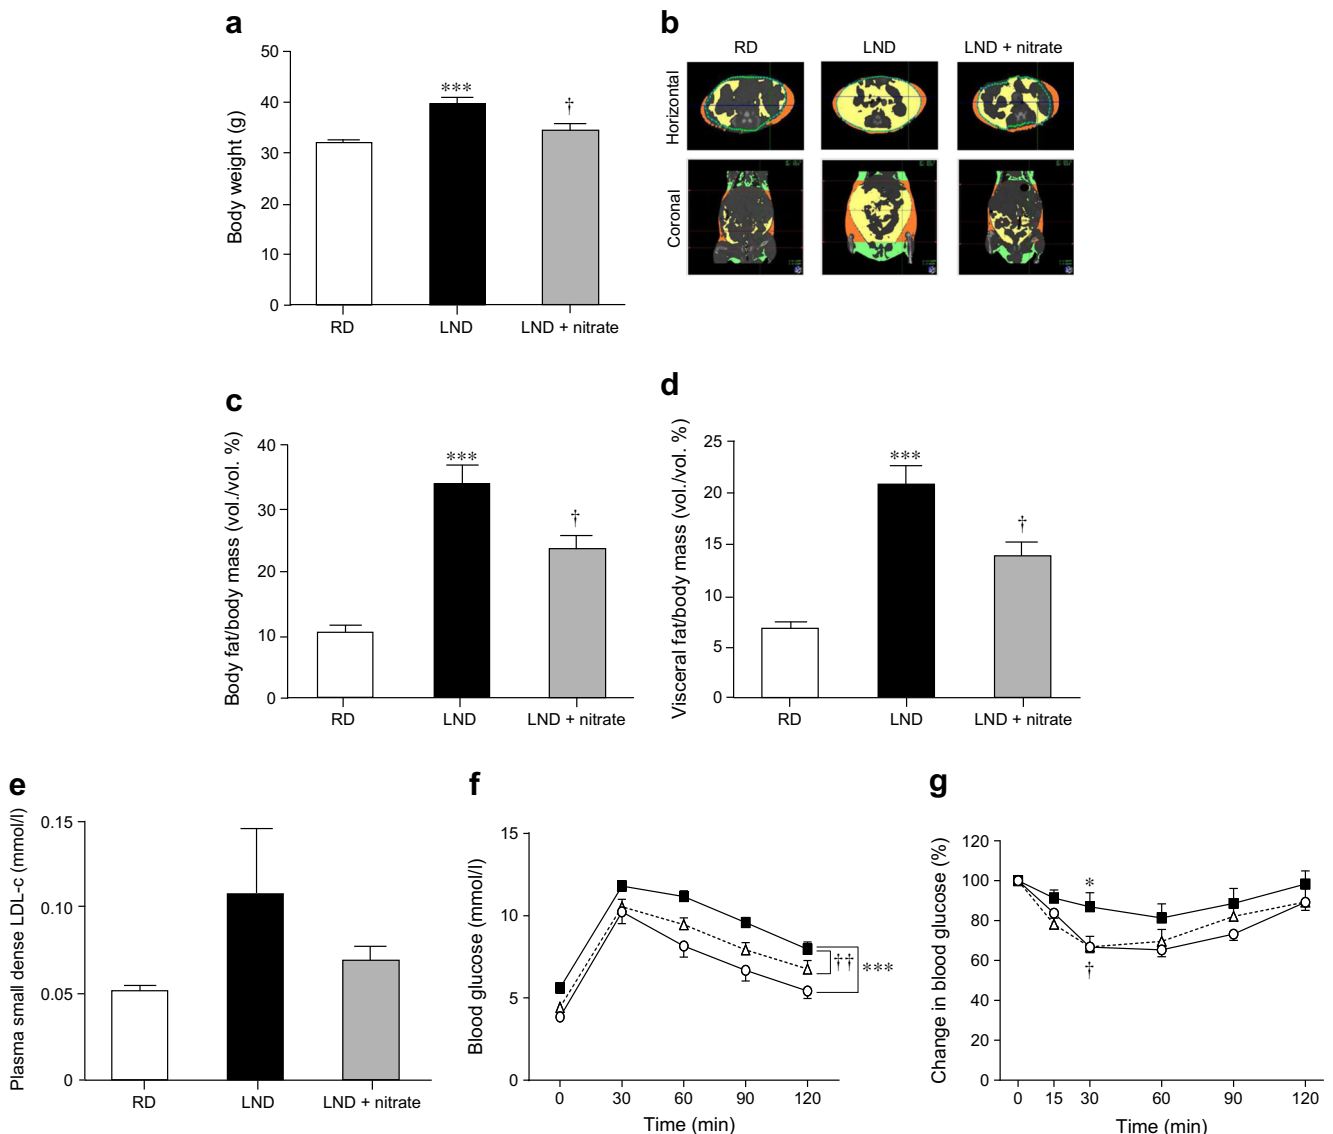 a
Body weight (g)
50
40
30
20
10
0
***
†
RD
LND
LND + nitrate
b
RD
LND
LND + nitrate
Horizontal
Coronal
c
Body fat/body mass (vol./vol. %)
40
30
20
10
0
***
†
RD
LND
LND + nitrate
d
Visceral fat/body mass (vol./vol. %)
25
20
15
10
5
0
***
†
RD
LND
LND + nitrate
e
Plasma small dense LDL-c (mmol/l)
0.15
0.10
0.05
0
RD
LND
LND + nitrate
f
Blood glucose (mmol/l)
15
10
5
0
†† ***
0 30 60 90 120
Time (min)
g
Change in blood glucose (%)
120
100
80
60
40
20
0
*
†
0 15 30 60 90 120
Time (min)